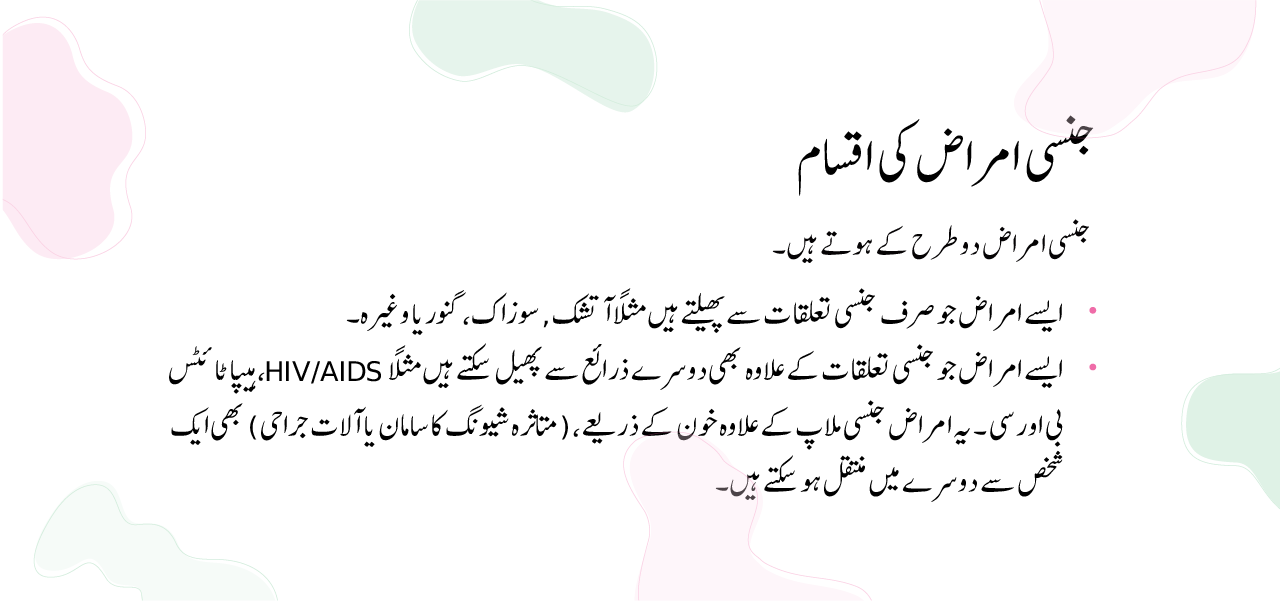 جنسی امراض کی اقسام
جنسی امراض دو طرح کے ہوتے ہیں۔
• ایسے امراض جو صرف جنسی تعلقات سے پھیلتے ہیں مثلاً آتشک , سوزاک، گنوریا وغیرہ۔
• ایسے امراض جو جنسی تعلقات کے علاوہ بھی دوسرے ذرائع سے پھیل سکتے ہیں مثلاً HIV/AIDS،ہیپاٹائٹس
بی اور سی۔ یہ امراض جنسی ملاپ کے علاوہ خون کے ذریعے، ( متاثرہ شیونگ کا سامان یا آلات جراحی ) بھی ایک
شخص سے دوسرے میں منتقل ہو سکتے ہیں۔